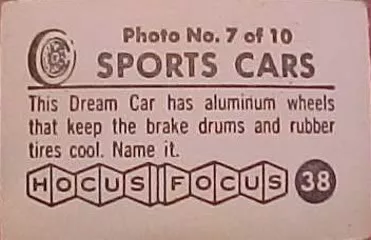 Photo No. 7 of 10
SPORTS CARS
This Dream Car has aluminum wheels
that keep the brake drums and rubber
tires cool. Name it.
HOCUS FOCUS 38